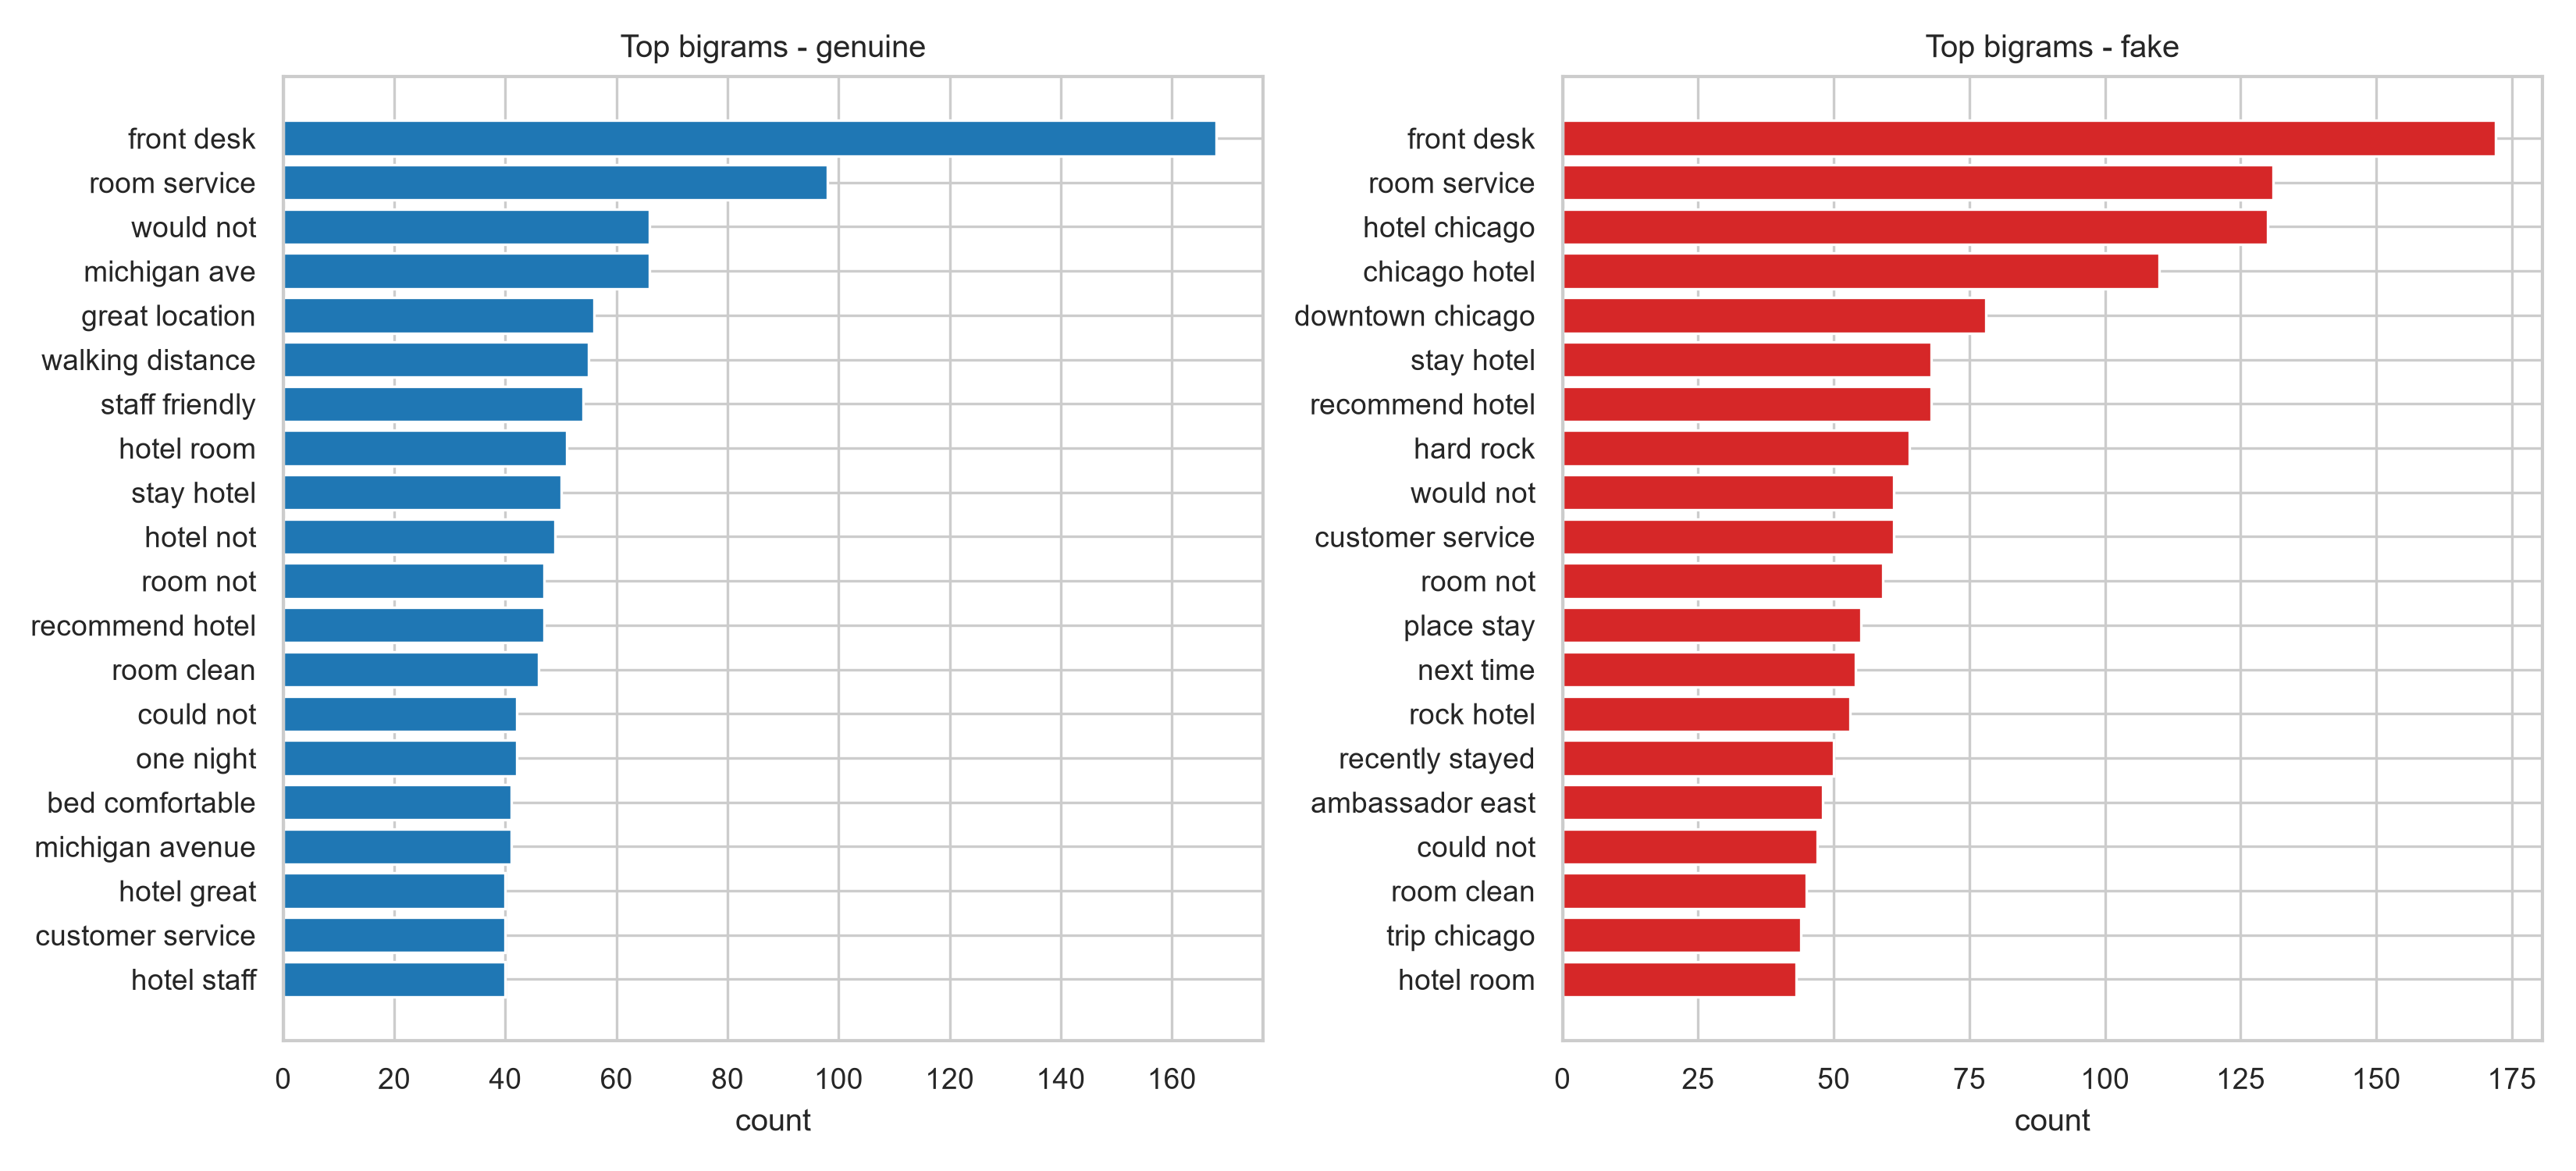 Top bigrams - genuine
front desk
room service
would not
michigan ave
great location
walking distance
staff friendly
hotel room
stay hotel
hotel not
room not
recommend hotel
room clean
could not
one night
bed comfortable
michigan avenue
hotel great
customer service
hotel staff
0 20 40 60 80 100 120 140 160
count
Top bigrams - fake
front desk
room service
hotel chicago
chicago hotel
downtown chicago
stay hotel
recommend hotel
hard rock
would not
customer service
room not
place stay
next time
rock hotel
recently stayed
ambassador east
could not
room clean
trip chicago
hotel room
0 25 50 75 100 125 150 175
count